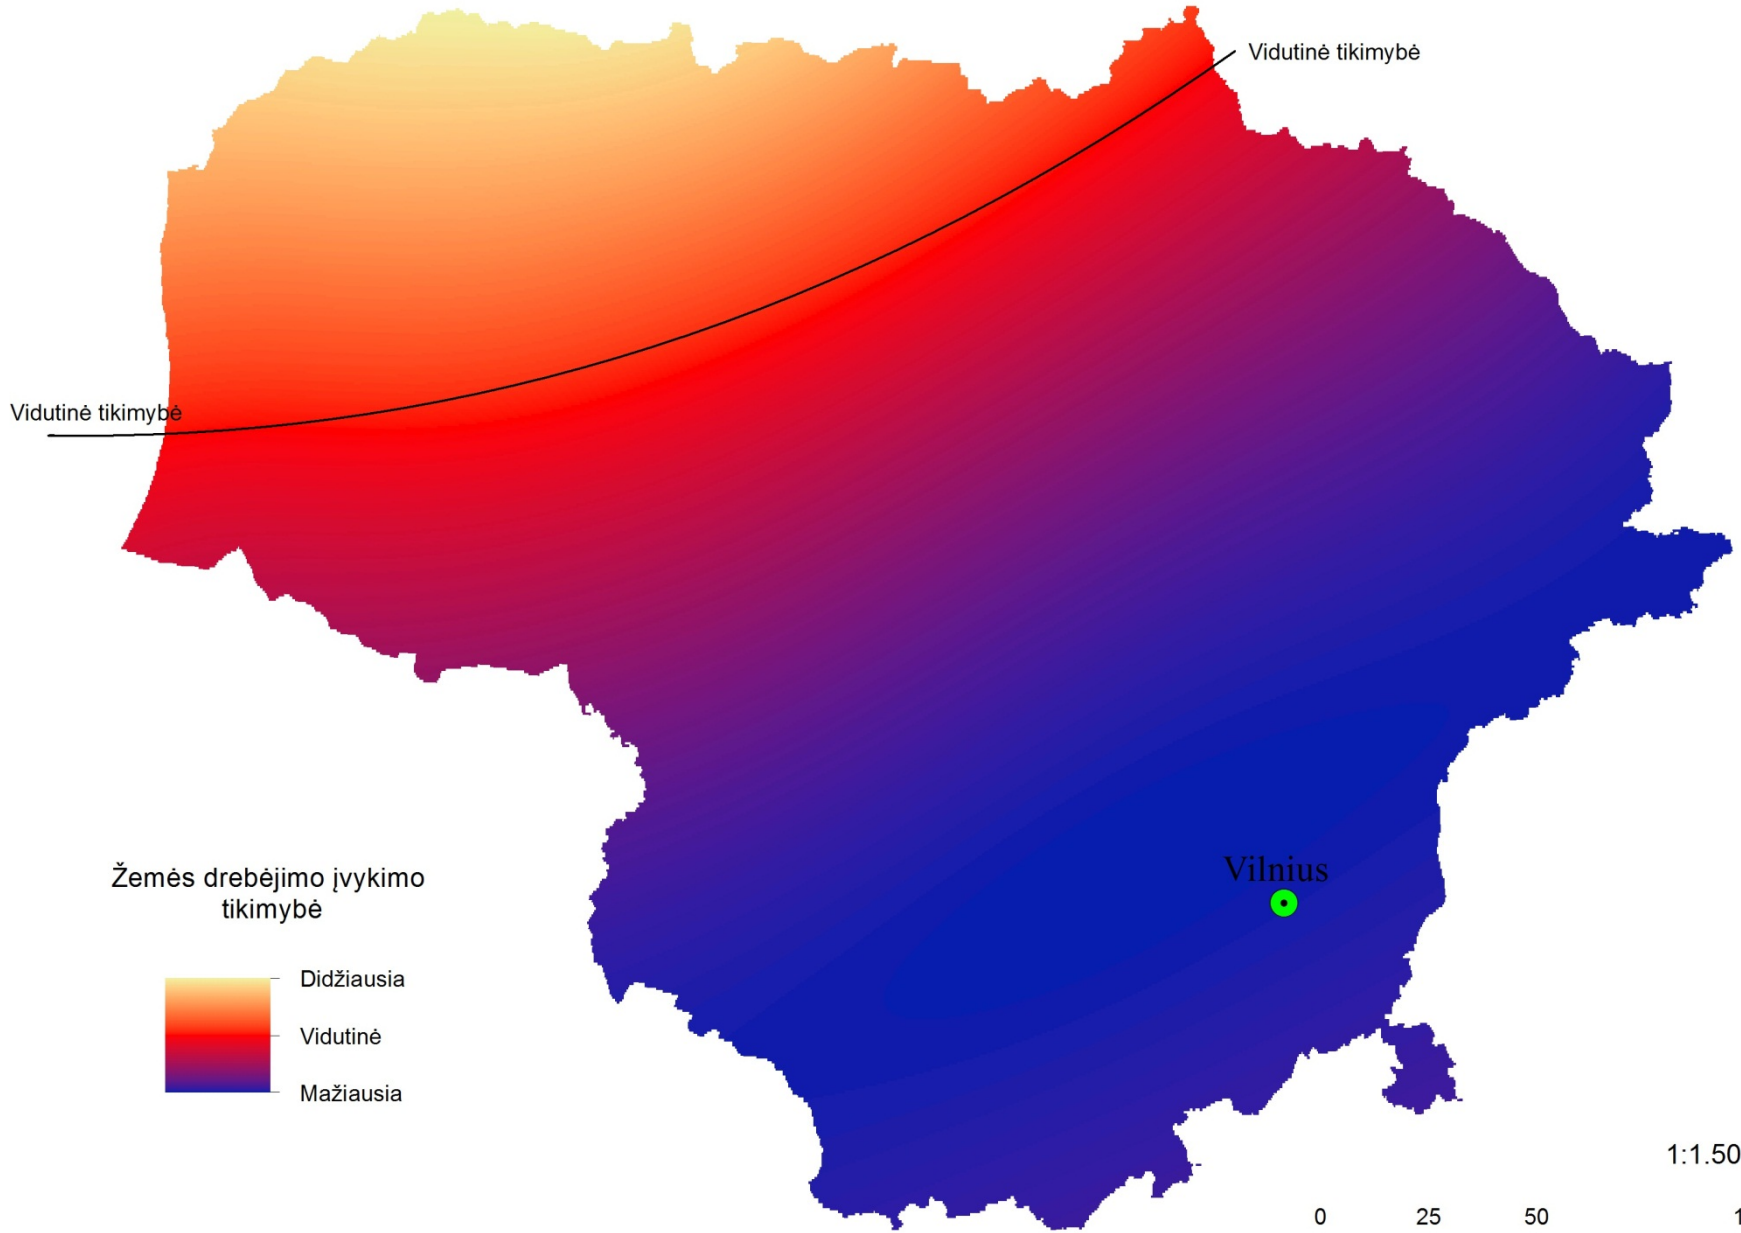 Vidutinė tikimybė
Vidutinė tikimybė
Vilnius
Žemės drebėjimo įvykimo
tikimybė
Didžiausia
Vidutinė
Mažiausia
1:1.50
0 25 50 1